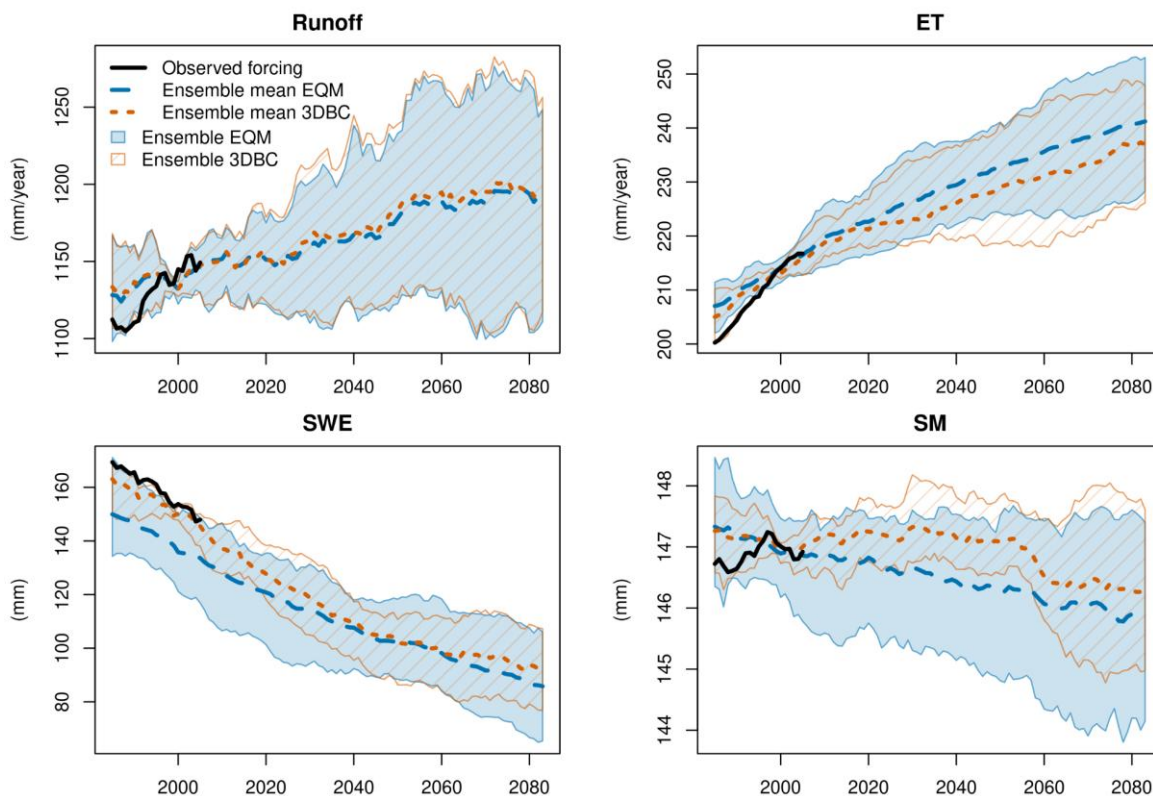 Runoff
(mm/year)
1250
1200
1150
1100
Observed forcing
Ensemble mean EQM
Ensemble mean 3DBC
Ensemble EQM
Ensemble 3DBC
2000 2020 2040 2060 2080
ET
(mm/year)
250
240
230
220
210
200
2000 2020 2040 2060 2080
SWE
(mm)
160
140
120
100
80
2000 2020 2040 2060 2080
SM
(mm)
148
147
146
145
144
2000 2020 2040 2060 2080